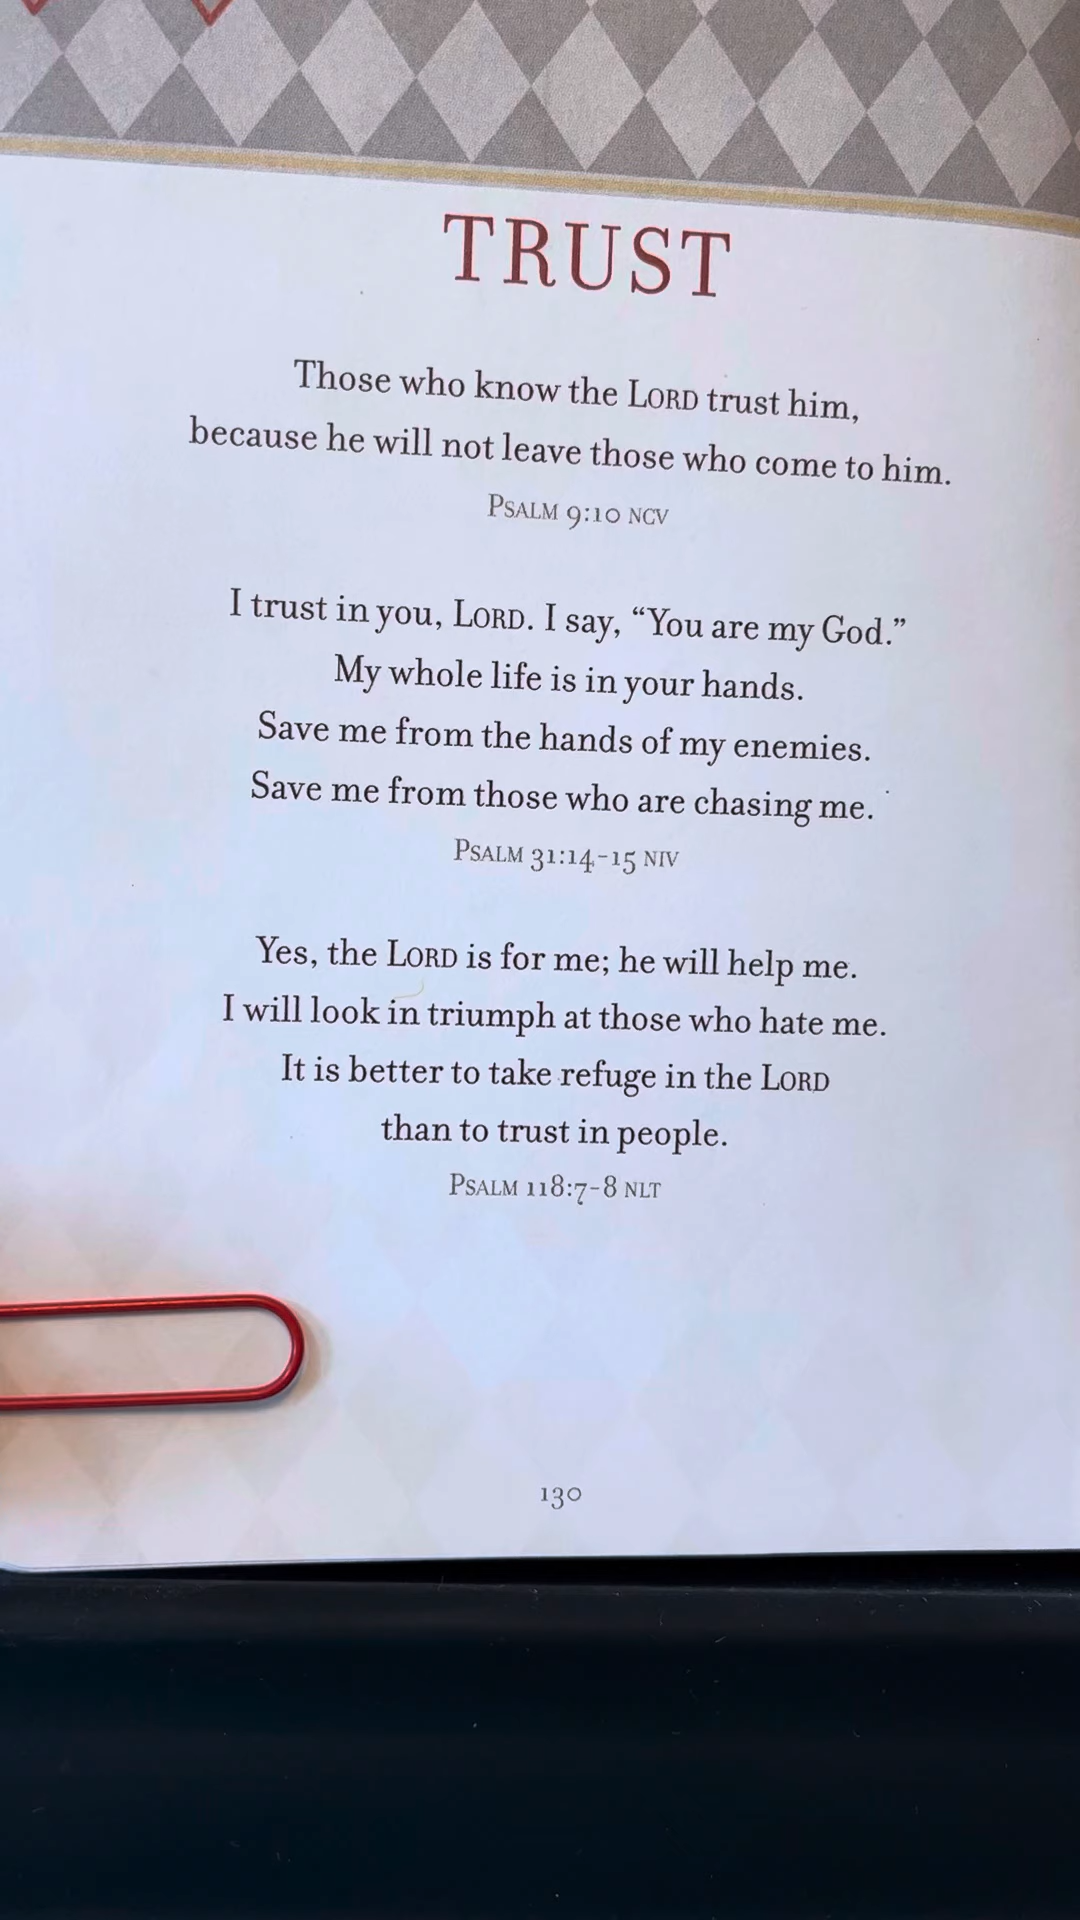 TRUST
Those who know the LORD trust him,
because he will not leave those who come to him.
PSALM 9:10 NCV
I trust in you, LORD. I say, “You are my God.”
My whole life is in your hands.
Save me from the hands of my enemies.
Save me from those who are chasing me.
PSALM 31:14-15 NIV
Yes, the LORD is for me; he will help me.
I will look in triumph at those who hate me.
It is better to take refuge in the LORD
than to trust in people.
PSALM 118:7-8 NLT
130